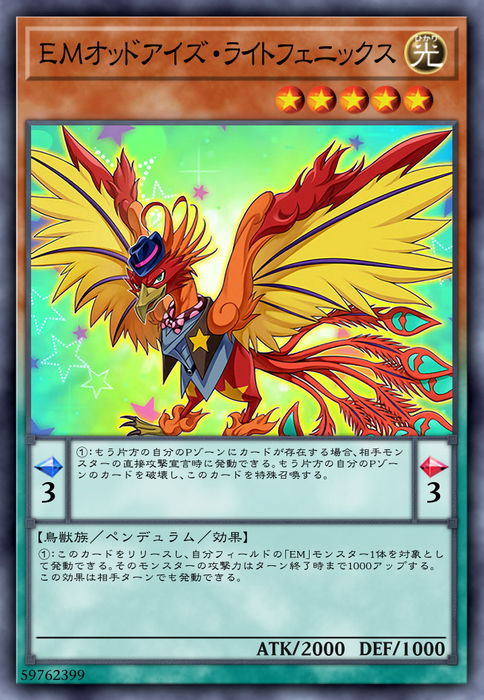 EMオッドアイズ・ライトフェニックス
ひかり
光
①:もう片方の自分のPゾーンにカードが存在する場合、相手モン
スターの直接攻撃宣言時に発動できる。もう片方の自分のPゾー
ンのカードを破壊し、このカードを特殊召喚する。
3
3
【鳥獣族/ペンデュラム/効果】
①:このカードをリリースし、自分フィールドの「EM」モンスター1体を対象とし
て発動できる。そのモンスターの攻撃力はターン終了時まで1000アップする。
この効果は相手ターンでも発動できる。
ATK/2000 DEF/1000
59762399